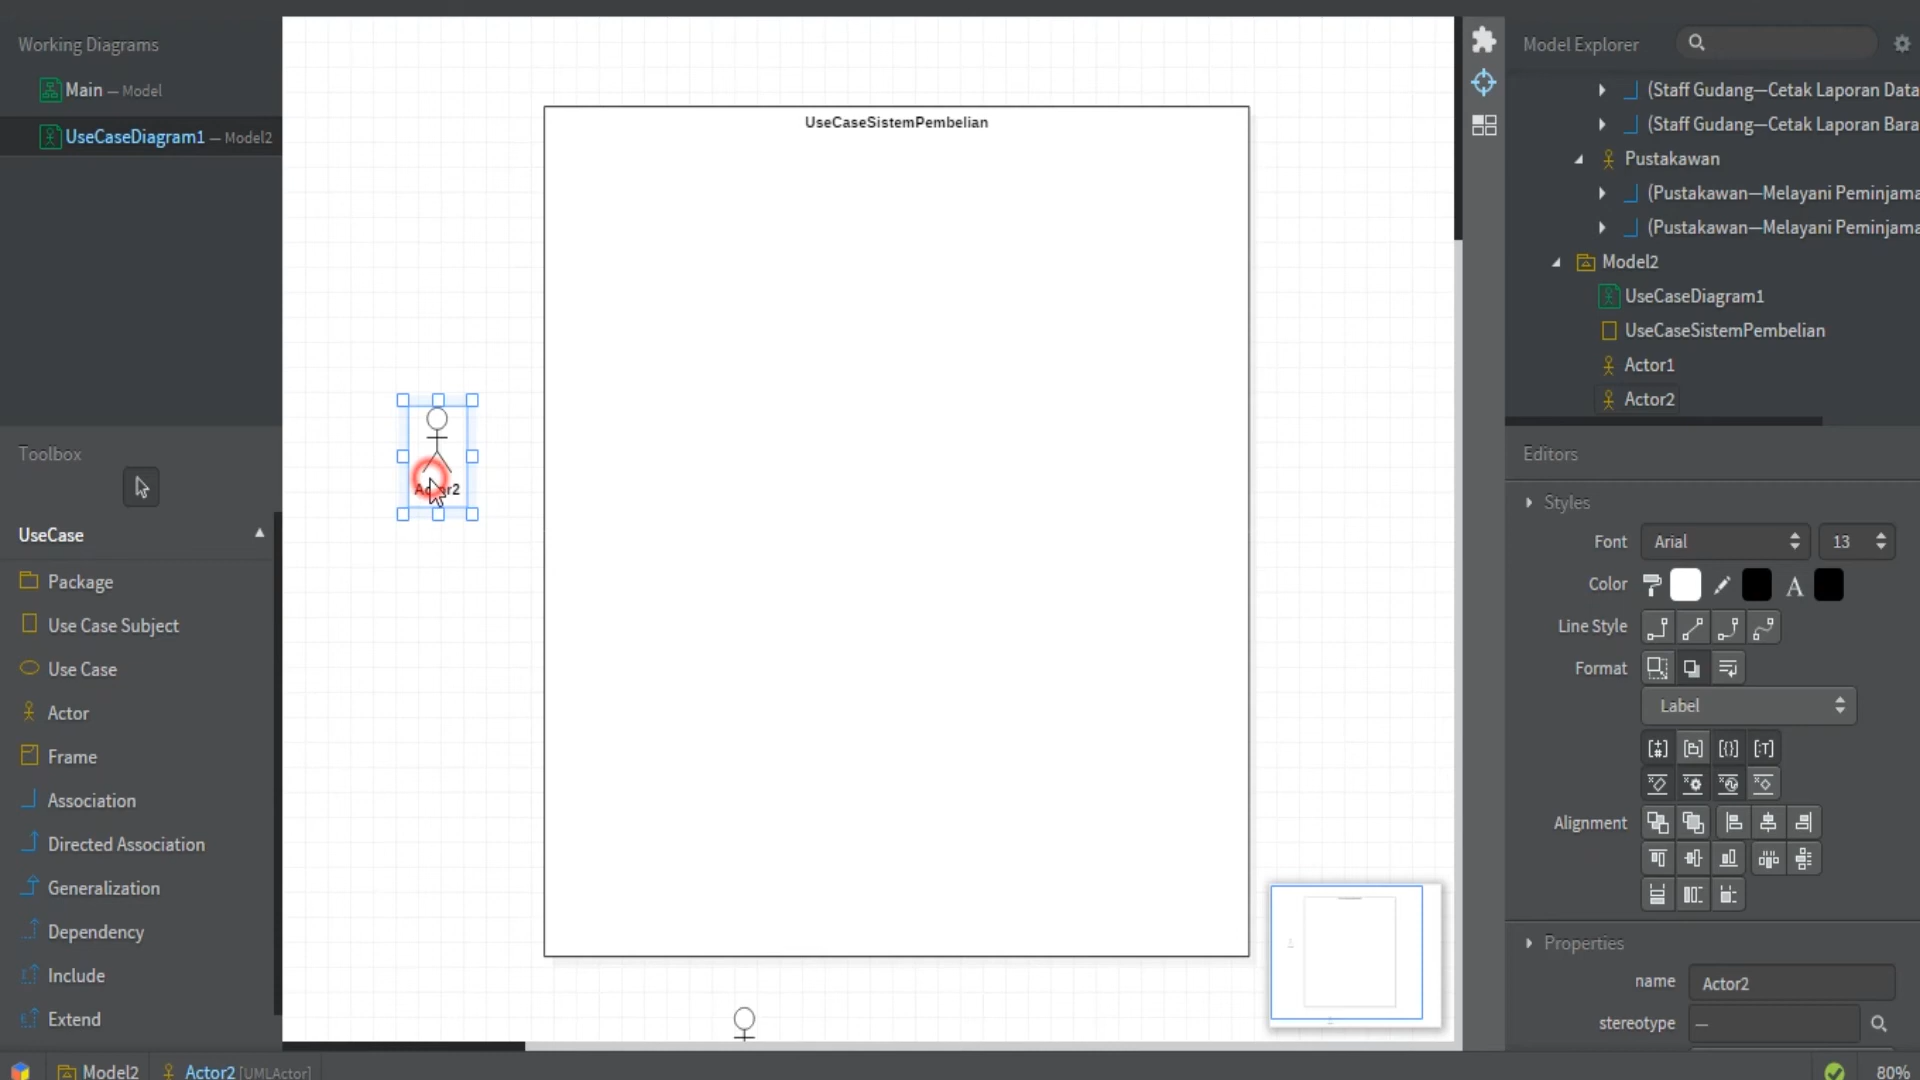 Working Diagrams
Main — Model
UseCaseDiagram1 — Model2
Toolbox
UseCase
Package
Use Case Subject
Use Case
Actor
Frame
Association
Directed Association
Generalization
Dependency
Include
Extend
UseCaseSistemPembelian
Model Explorer
(Staff Gudang—Cetak Laporan Data
(Staff Gudang—Cetak Laporan Bara
Pustakawan
(Pustakawan—Melayani Peminjama
(Pustakawan—Melayani Peminjama
Model2
UseCaseDiagram1
UseCaseSistemPembelian
Actor1
Actor2
Editors
Styles
Font Arial 13
Color A
Line Style
Format
Label
Alignment
Properties
name Actor2
stereotype —
Model2 Actor2 [UMLActor]
80%